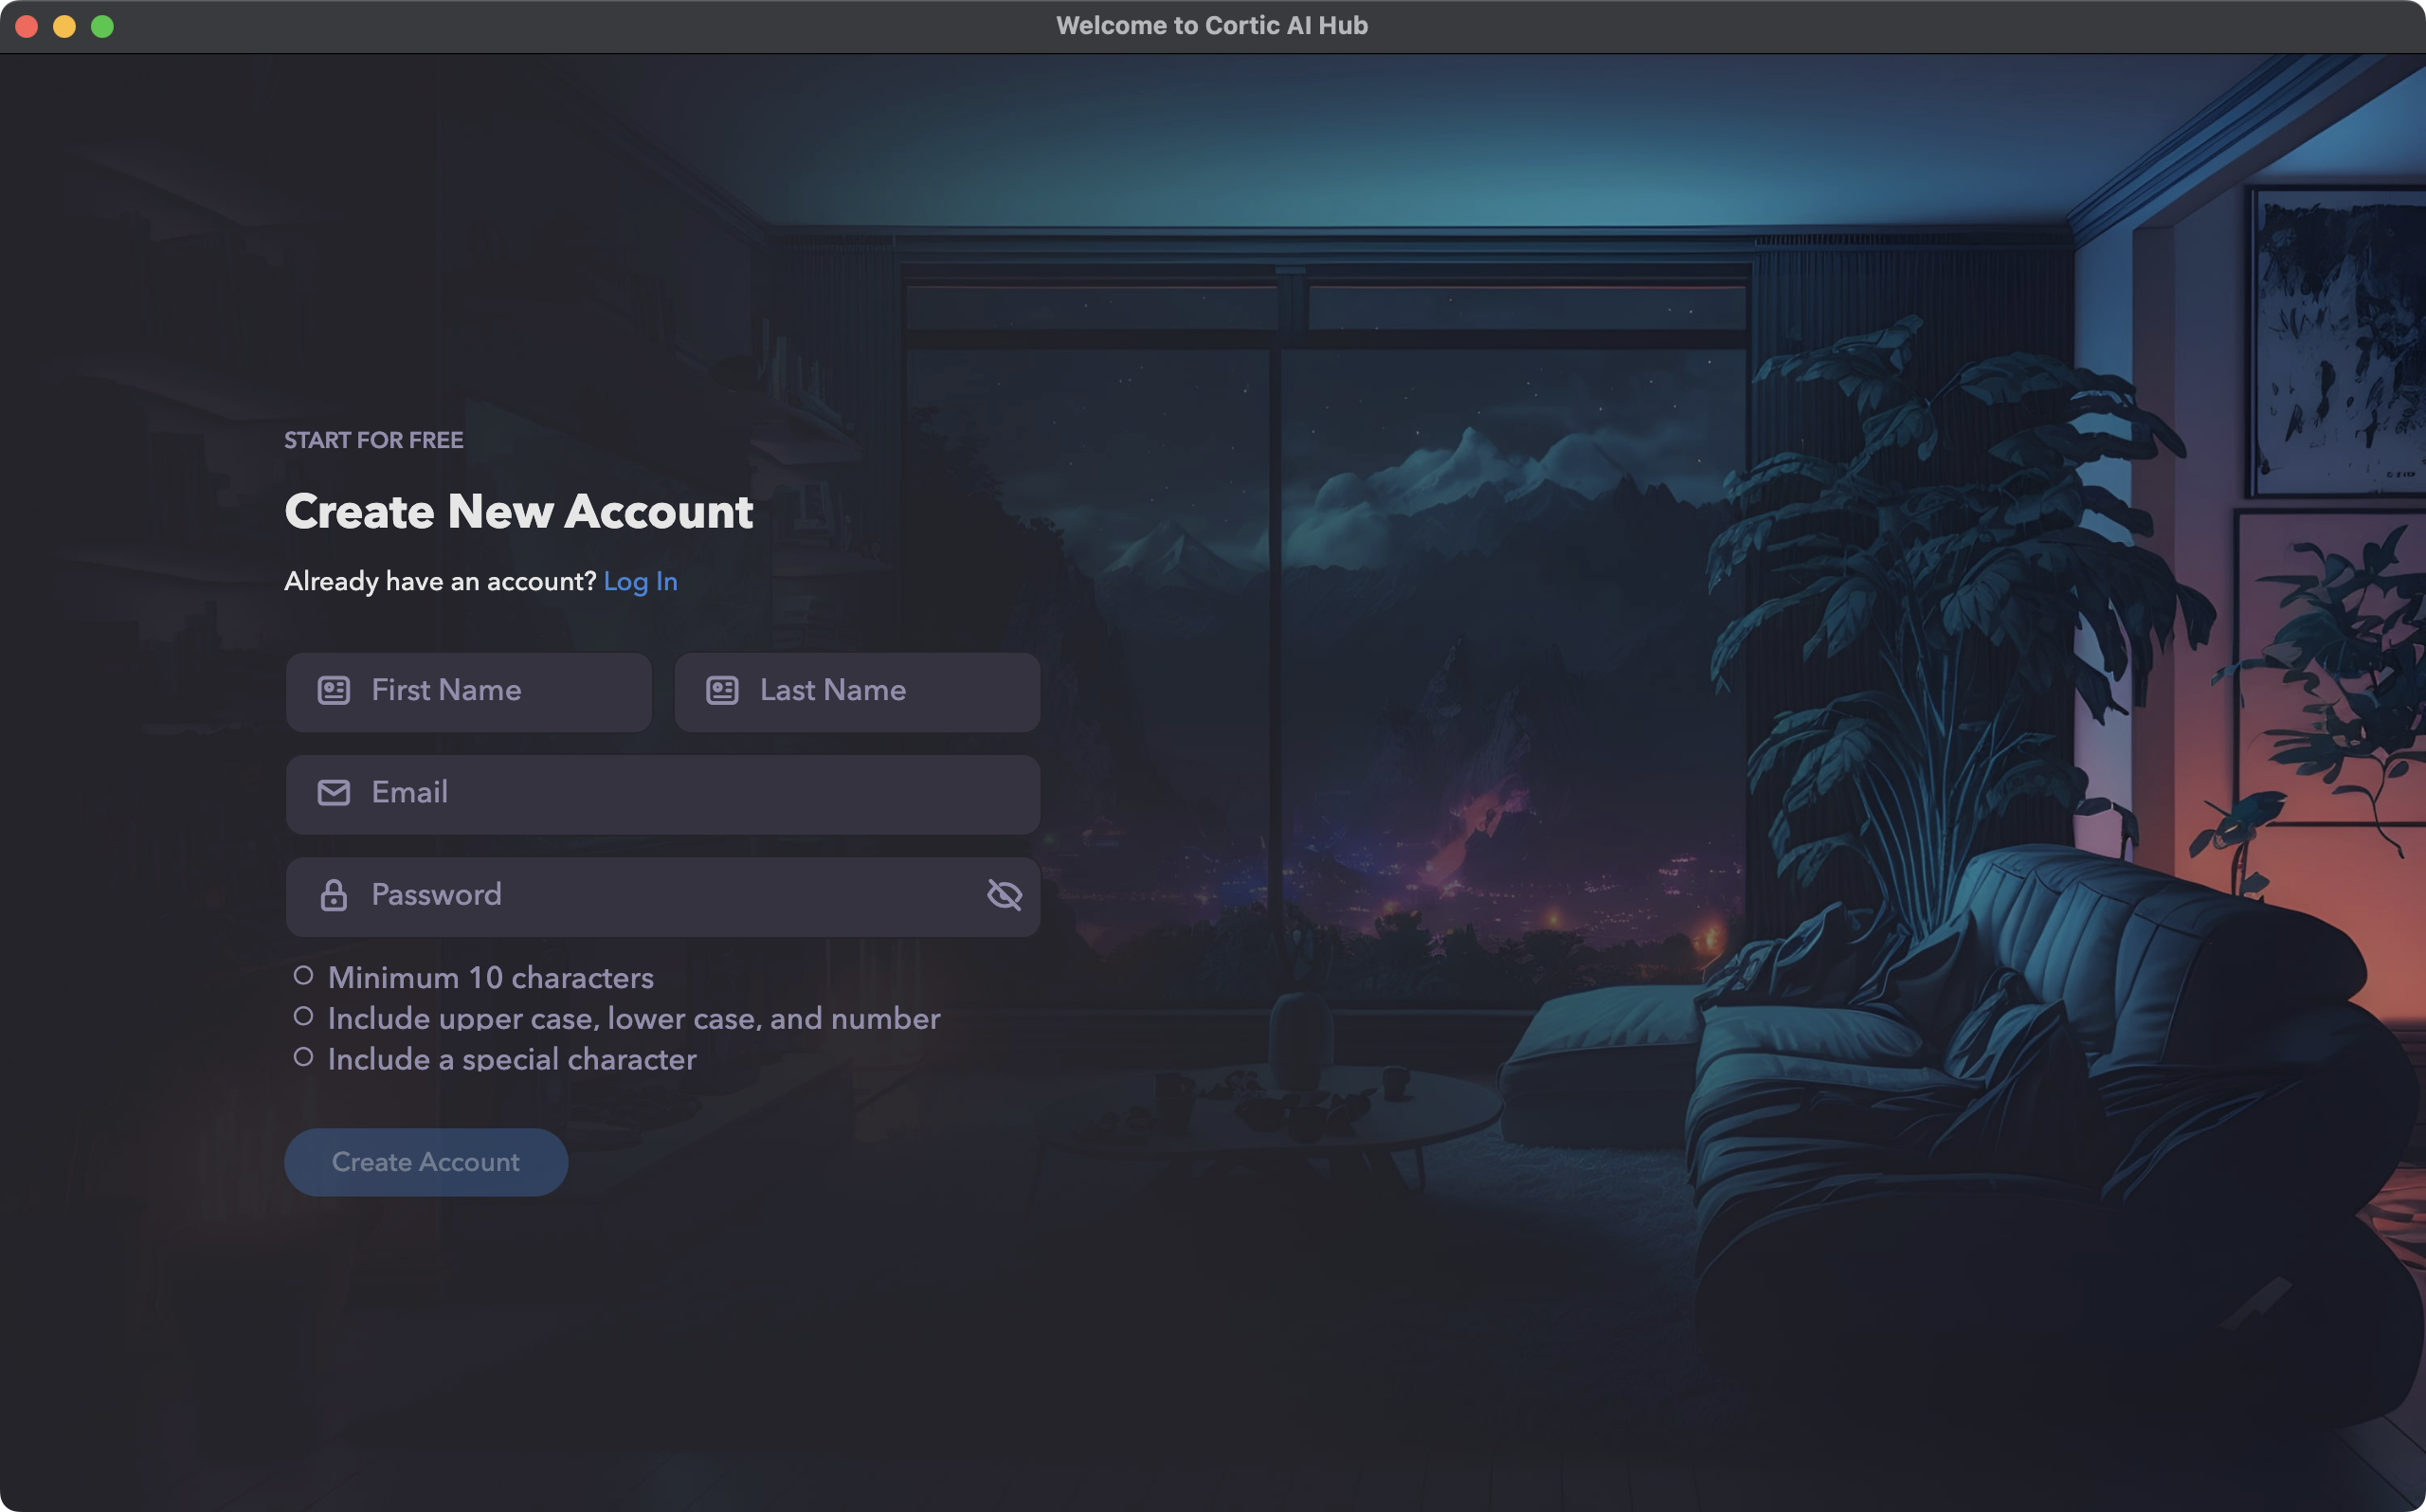 Welcome to Cortic AI Hub
START FOR FREE
Create New Account
Already have an account? Log In
First Name
Last Name
Email
Password
Minimum 10 characters
Include upper case, lower case, and number
Include a special character
Create Account